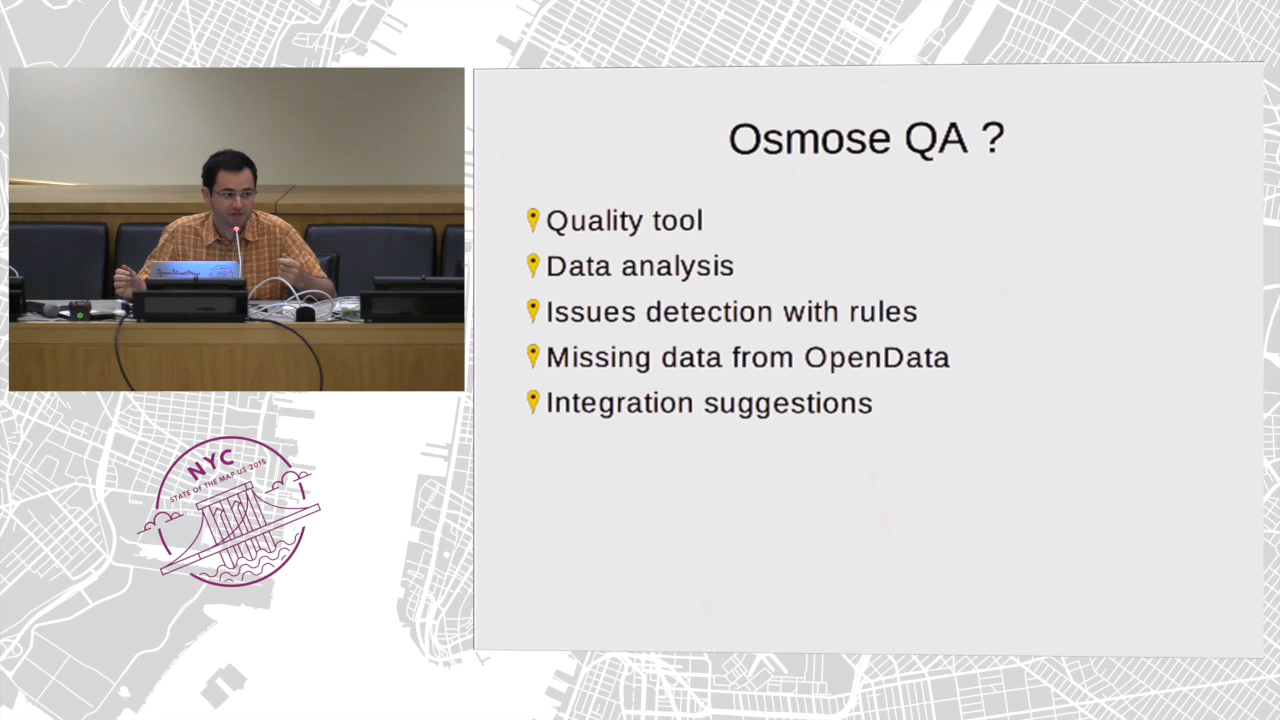 Osmose QA ?
Quality tool
Data analysis
Issues detection with rules
Missing data from OpenData
Integration suggestions
OpenStreetMap
NYC
STATE OF THE MAP US 2015